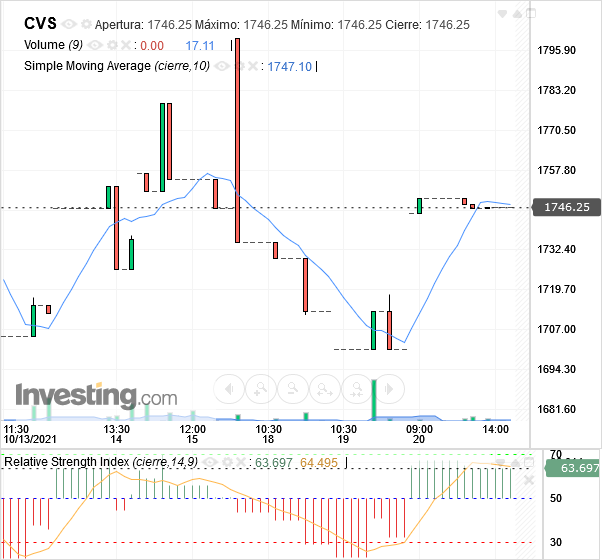 CVS Apertura: 1746.25 Máximo: 1746.25 Mínimo: 1746.25 Cierre: 1746.25
Volume (9) : 0.00 17.11
Simple Moving Average (cierre,10) : 1747.10
1795.90
1783.20
1770.50
1757.80
1746.25
1732.40
1719.70
1707.00
1694.30
1681.60
Investing.com
11:30 13:30 12:00 10:30 13:30 09:00 14:00
10/13/2021 14 15 18 19 20
Relative Strength Index (cierre,14,9) : 63.697 64.495
70
63.697
50
30